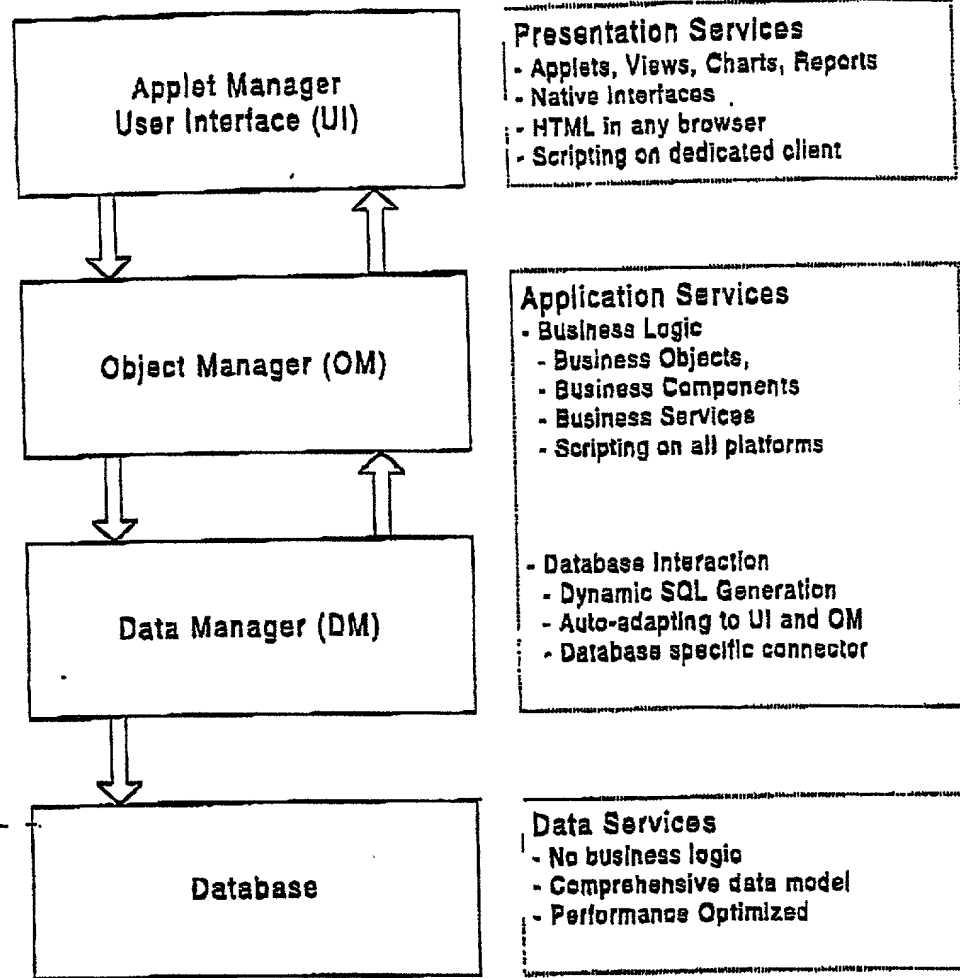 Applet Manager
User Interface (UI)
Presentation Services
- Applets, Views, Charts, Reports
- Native Interfaces
- HTML in any browser
- Scripting on dedicated client
Object Manager (OM)
Application Services
- Business Logic
- Business Objects,
- Business Components
- Business Services
- Scripting on all platforms
Data Manager (DM)
- Database Interaction
- Dynamic SQL Generation
- Auto-adapting to UI and OM
- Database specific connector
Database
Data Services
- No business logic
- Comprehensive data model
- Performance Optimized